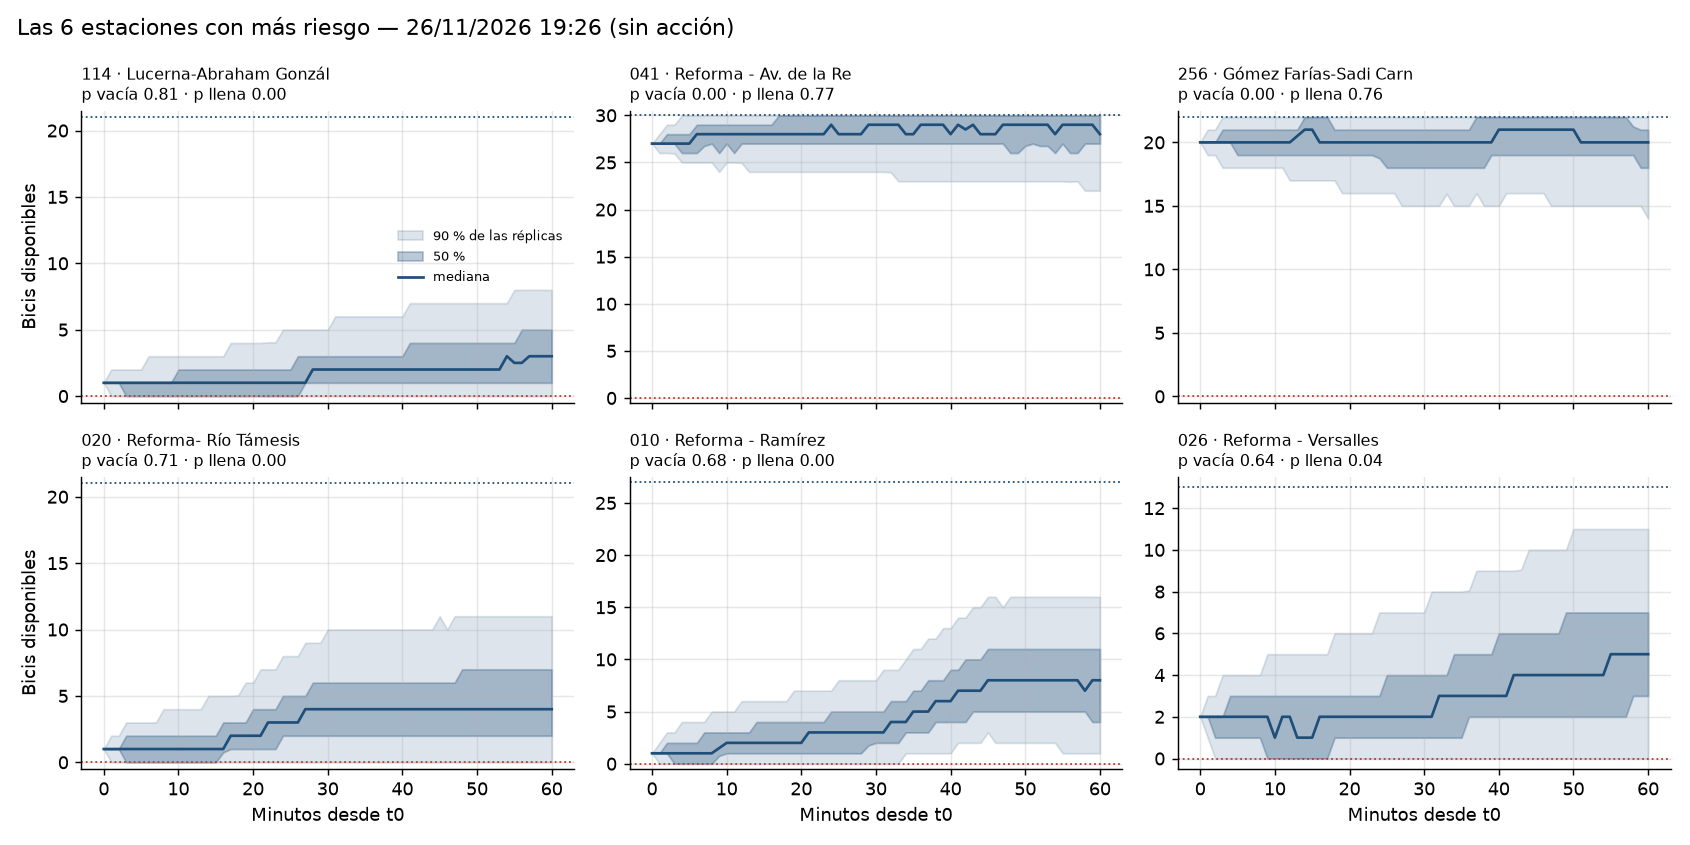 Las 6 estaciones con más riesgo — 26/11/2026 19:26 (sin acción)
114 · Lucerna-Abraham Gonzál
p vacía 0.81 · p llena 0.00
Bicis disponibles
20
15
10
5
0
90 % de las réplicas
50 %
mediana
041 · Reforma - Av. de la Re
p vacía 0.00 · p llena 0.77
30
25
20
15
10
5
0
256 · Gómez Farías-Sadi Carn
p vacía 0.00 · p llena 0.76
20
15
10
5
0
020 · Reforma- Río Támesis
p vacía 0.71 · p llena 0.00
Bicis disponibles
20
15
10
5
0
0 10 20 30 40 50 60
Minutos desde t0
010 · Reforma - Ramírez
p vacía 0.68 · p llena 0.00
25
20
15
10
5
0
0 10 20 30 40 50 60
Minutos desde t0
026 · Reforma - Versalles
p vacía 0.64 · p llena 0.04
12
10
8
6
4
2
0
0 10 20 30 40 50 60
Minutos desde t0